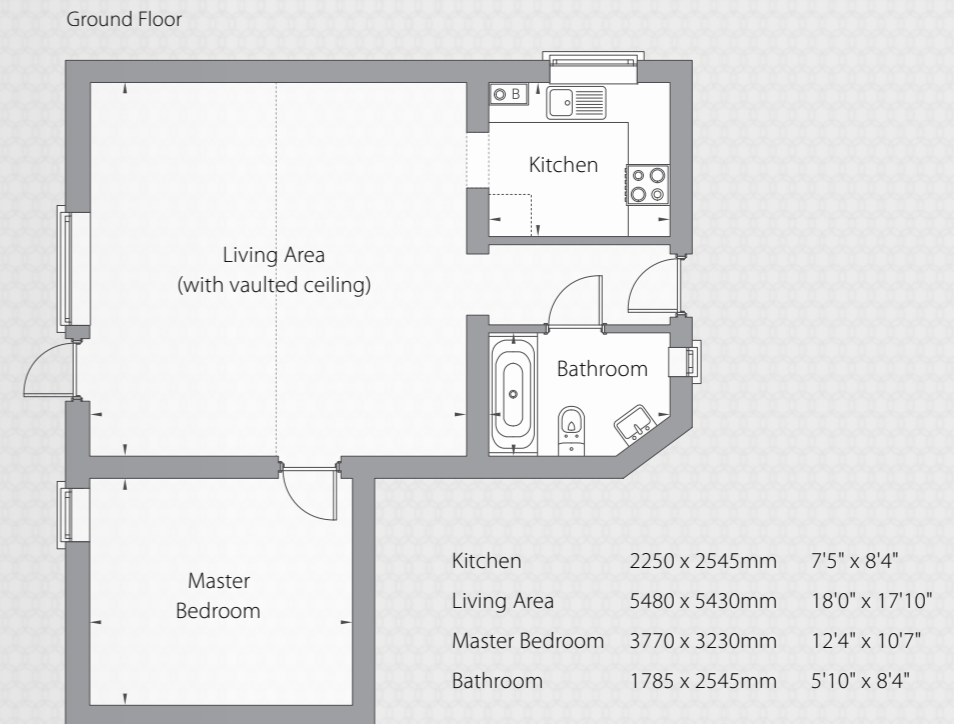 Ground Floor
B
Kitchen
Living Area
(with vaulted ceiling)
Bathroom
Master
Bedroom
Kitchen 2250 x 2545mm 7'5" x 8'4"
Living Area 5480 x 5430mm 18'0" x 17'10"
Master Bedroom 3770 x 3230mm 12'4" x 10'7"
Bathroom 1785 x 2545mm 5'10" x 8'4"